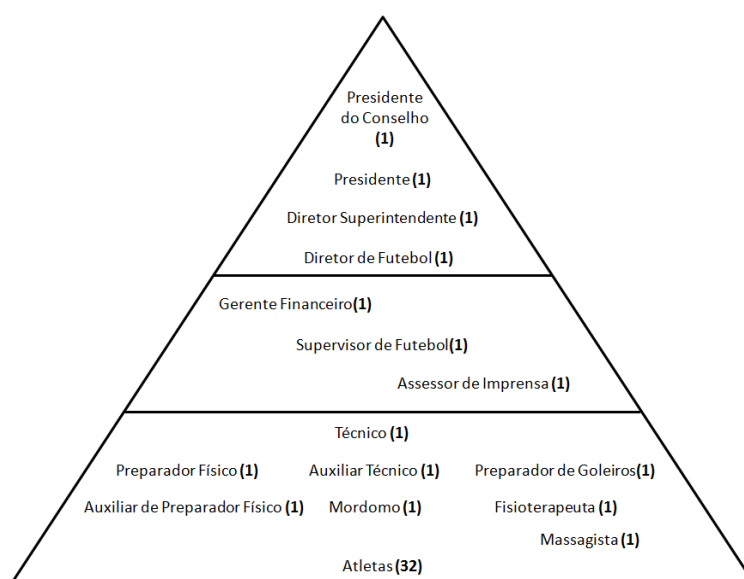 Presidente
do Conselho
(1)
Presidente (1)
Diretor Superintendente (1)
Diretor de Futebol (1)
Gerente Financeiro(1)
Supervisor de Futebol(1)
Assessor de Imprensa (1)
Técnico (1)
Preparador Físico (1) Auxiliar Técnico (1) Preparador de Goleiros(1)
Auxiliar de Preparador Físico (1) Mordomo (1) Fisioterapeuta (1)
Massagista (1)
Atletas (32)